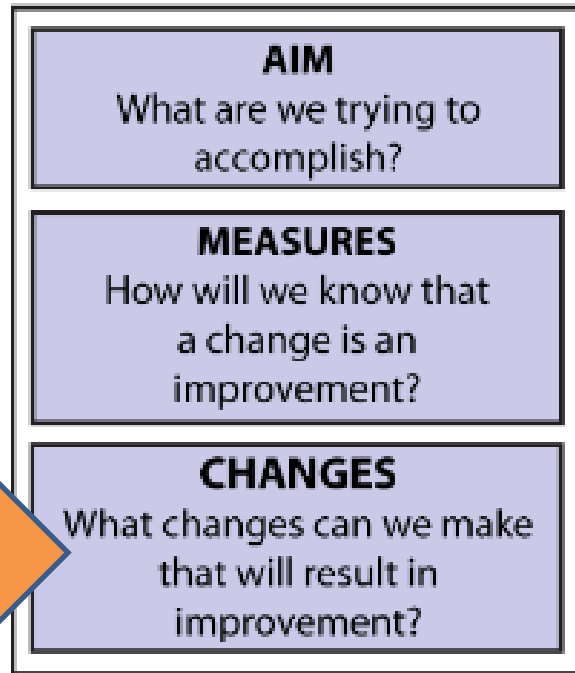 AIM
What are we trying to
accomplish?
MEASURES
How will we know that
a change is an
improvement?
CHANGES
What changes can we make
that will result in
improvement?